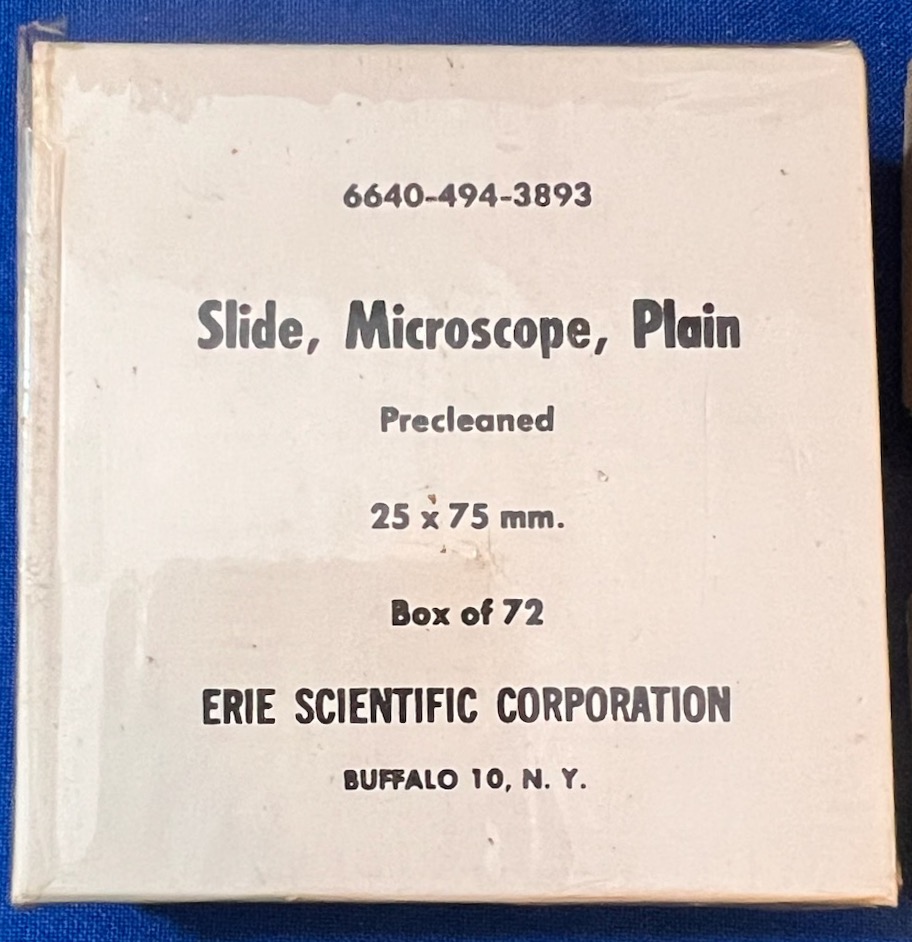 6640-494-3893
Slide, Microscope, Plain
Precleaned
25 x 75 mm.
Box of 72
ERIE SCIENTIFIC CORPORATION
BUFFALO 10, N. Y.